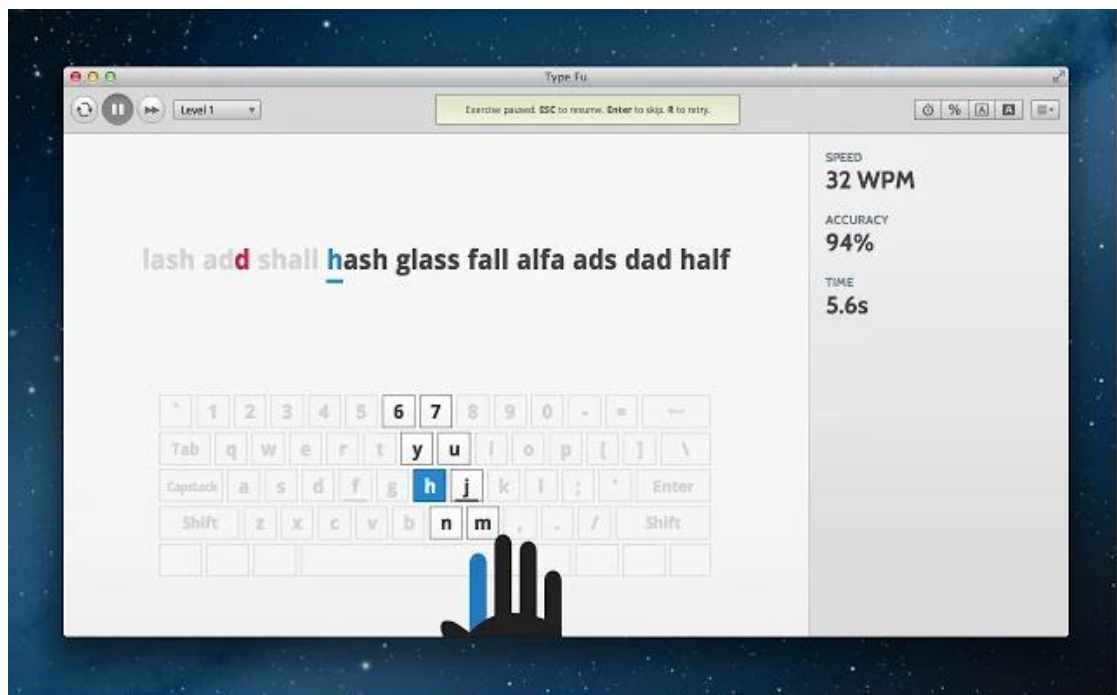 Type Fu
Level 1
Exercise paused. ESC to resume. Enter to skip. R to retry.
% A A
SPEED
32 WPM
ACCURACY
94%
TIME
5.6s
lash add shall hash glass fall alfa ads dad half
` 1 2 3 4 5 6 7 8 9 0 - =
Tab q w e r t y u i o p [ ] \
Capslock a s d f g h j k l ; ' Enter
Shift z x c v b n m , . / Shift